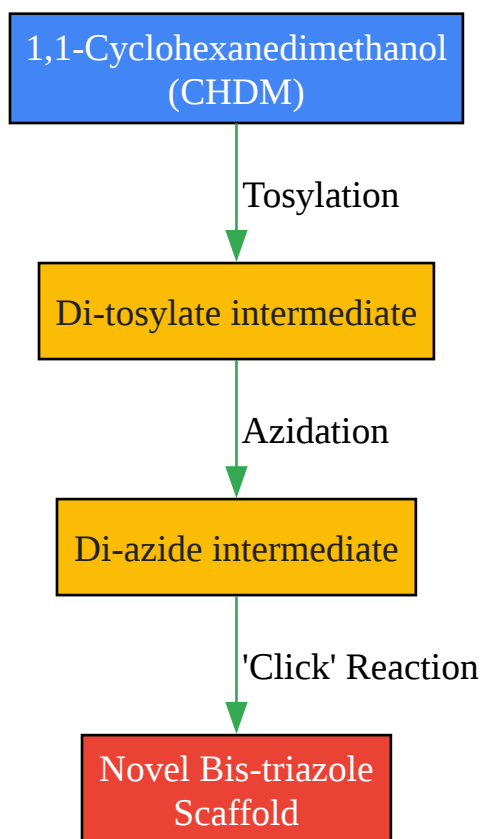 1,1-Cyclohexanedimethanol
(CHDM)
Tosylation
Di-tosylate intermediate
Azidation
Di-azide intermediate
'Click' Reaction
Novel Bis-triazole
Scaffold